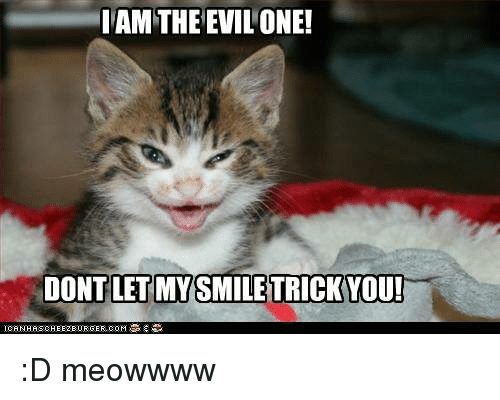 I AM THE EVIL ONE!
DONT LET MY SMILE TRICK YOU!
ICANHASCHEEZBURGER.COM
:D meowwww